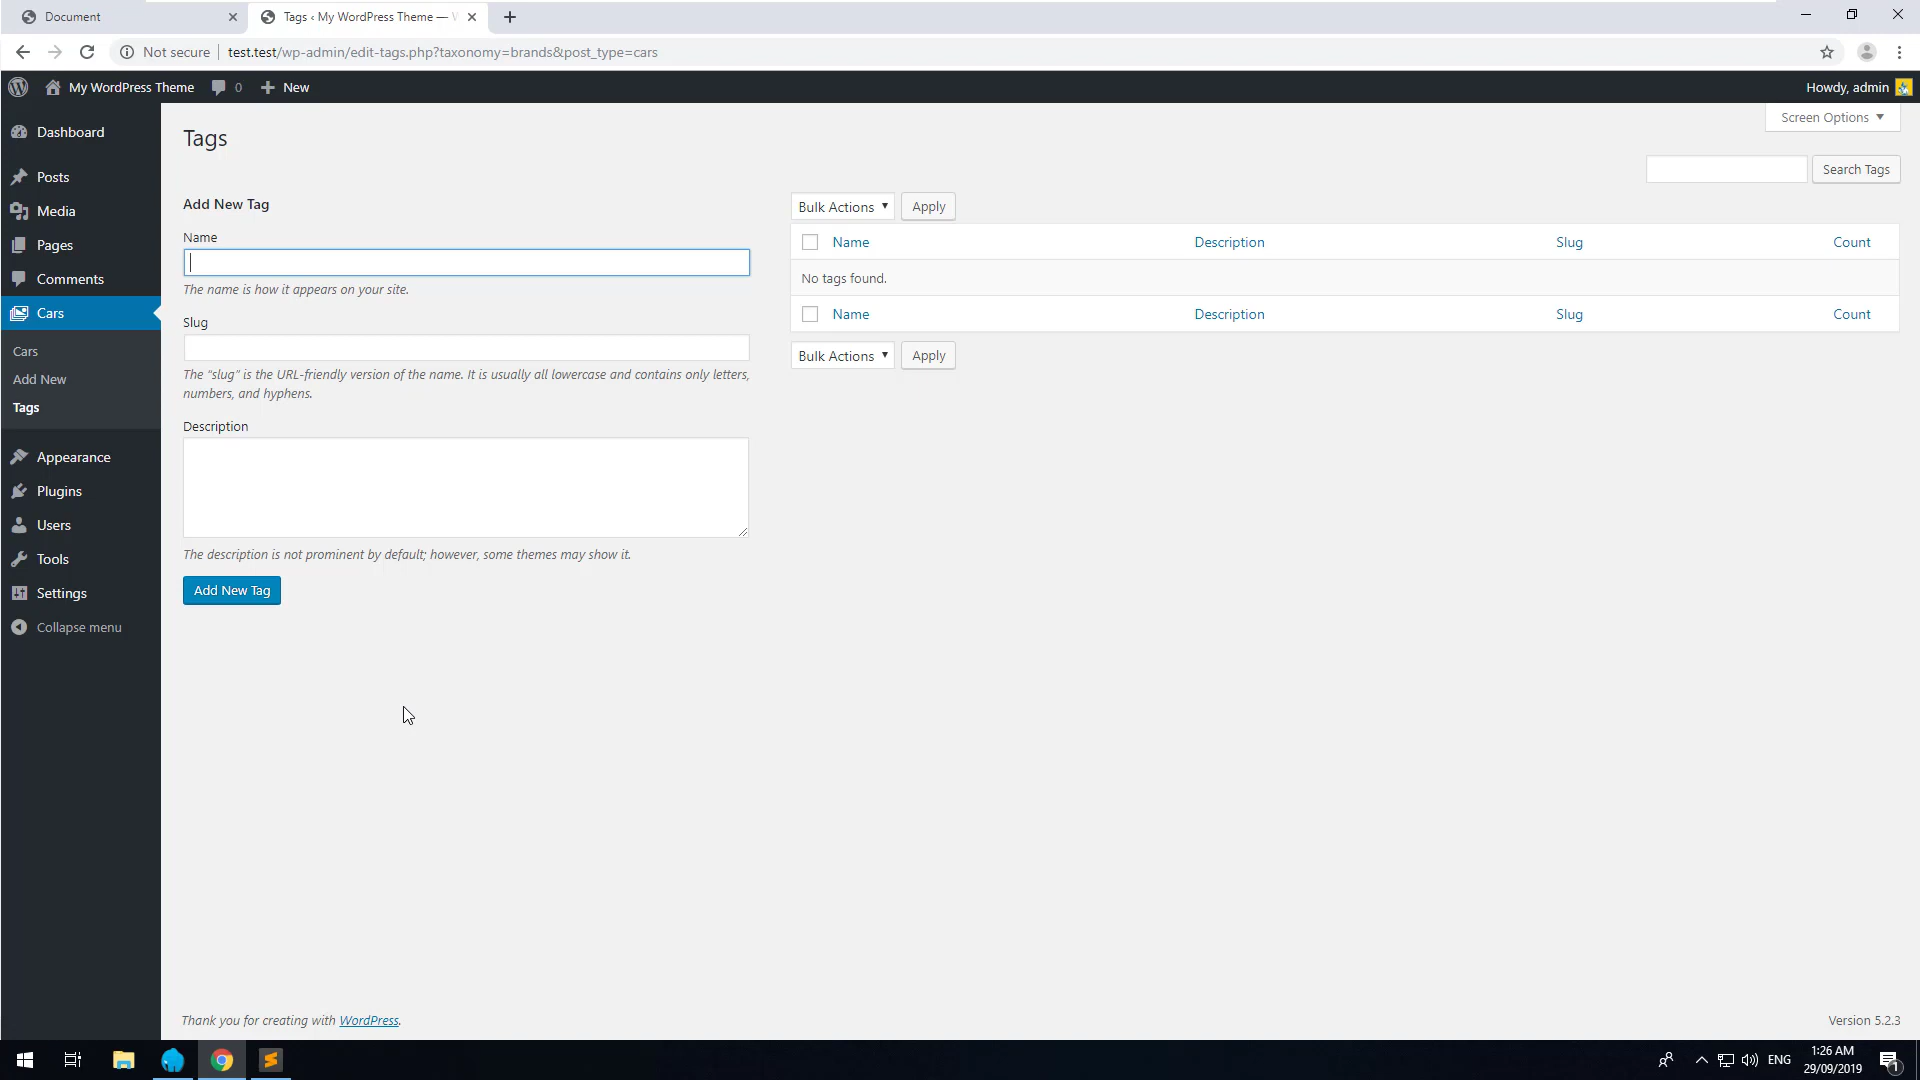 Document
Tags ‹ My WordPress Theme —
Not secure
test.test/wp-admin/edit-tags.php?taxonomy=brands&post_type=cars
My WordPress Theme
0
New
Howdy, admin
Dashboard
Posts
Media
Pages
Comments
Cars
Cars
Add New
Tags
Appearance
Plugins
Users
Tools
Settings
Collapse menu
Screen Options
Tags
Search Tags
Add New Tag
Name
The name is how it appears on your site.
Slug
The “slug” is the URL-friendly version of the name. It is usually all lowercase and contains only letters,
numbers, and hyphens.
Description
The description is not prominent by default; however, some themes may show it.
Add New Tag
Bulk Actions Apply
Name Description Slug Count
No tags found.
Name Description Slug Count
Bulk Actions Apply
Thank you for creating with WordPress.
Version 5.2.3
ENG
1:26 AM
29/09/2019
1